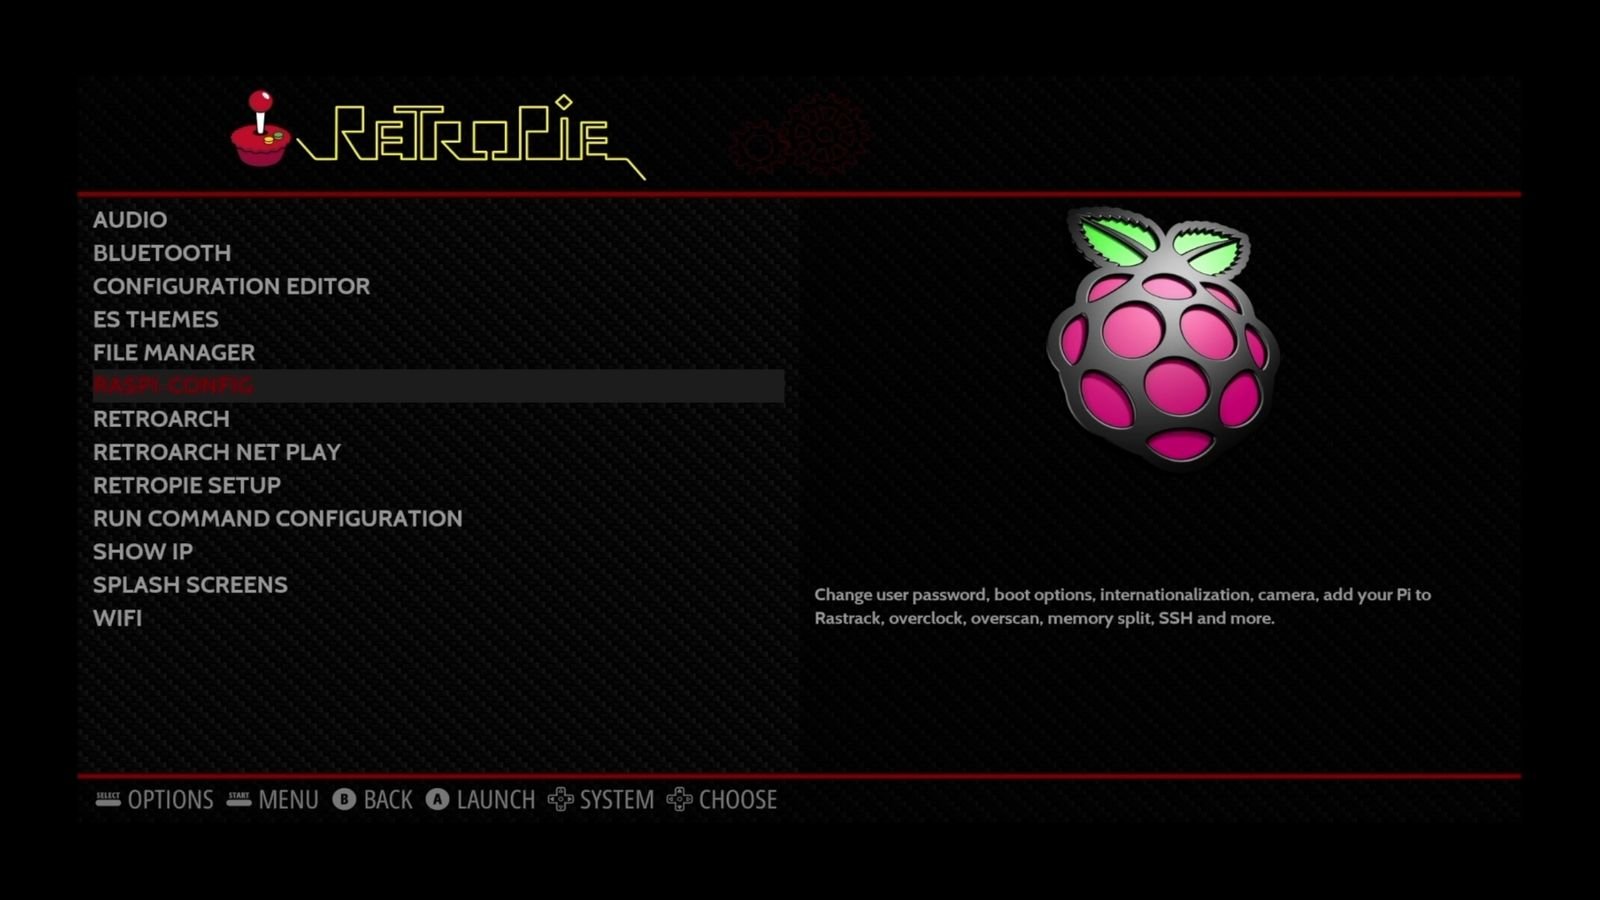 RETROPIE
AUDIO
BLUETOOTH
CONFIGURATION EDITOR
ES THEMES
FILE MANAGER
RASPI-CONFIG
RETROARCH
RETROARCH NET PLAY
RETROPIE SETUP
RUN COMMAND CONFIGURATION
SHOW IP
SPLASH SCREENS
WIFI
Change user password, boot options, internationalization, camera, add your Pi to
Rastrack, overclock, overscan, memory split, SSH and more.
SELECT OPTIONS START MENU B BACK A LAUNCH SYSTEM CHOOSE